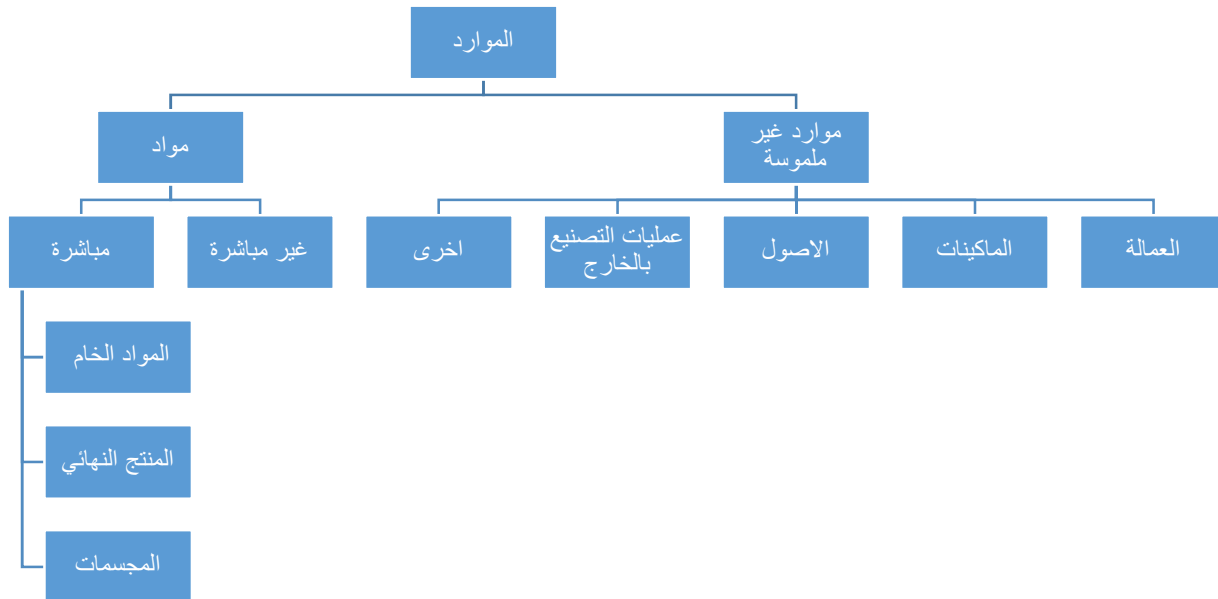 الموارد
موارد غير
ملموسة
مواد
العمالة
الماكينات
الاصول
عمليات التصنيع
بالخارج
اخرى
غير مباشرة
مباشرة
المواد الخام
المنتج النهائي
المجسمات